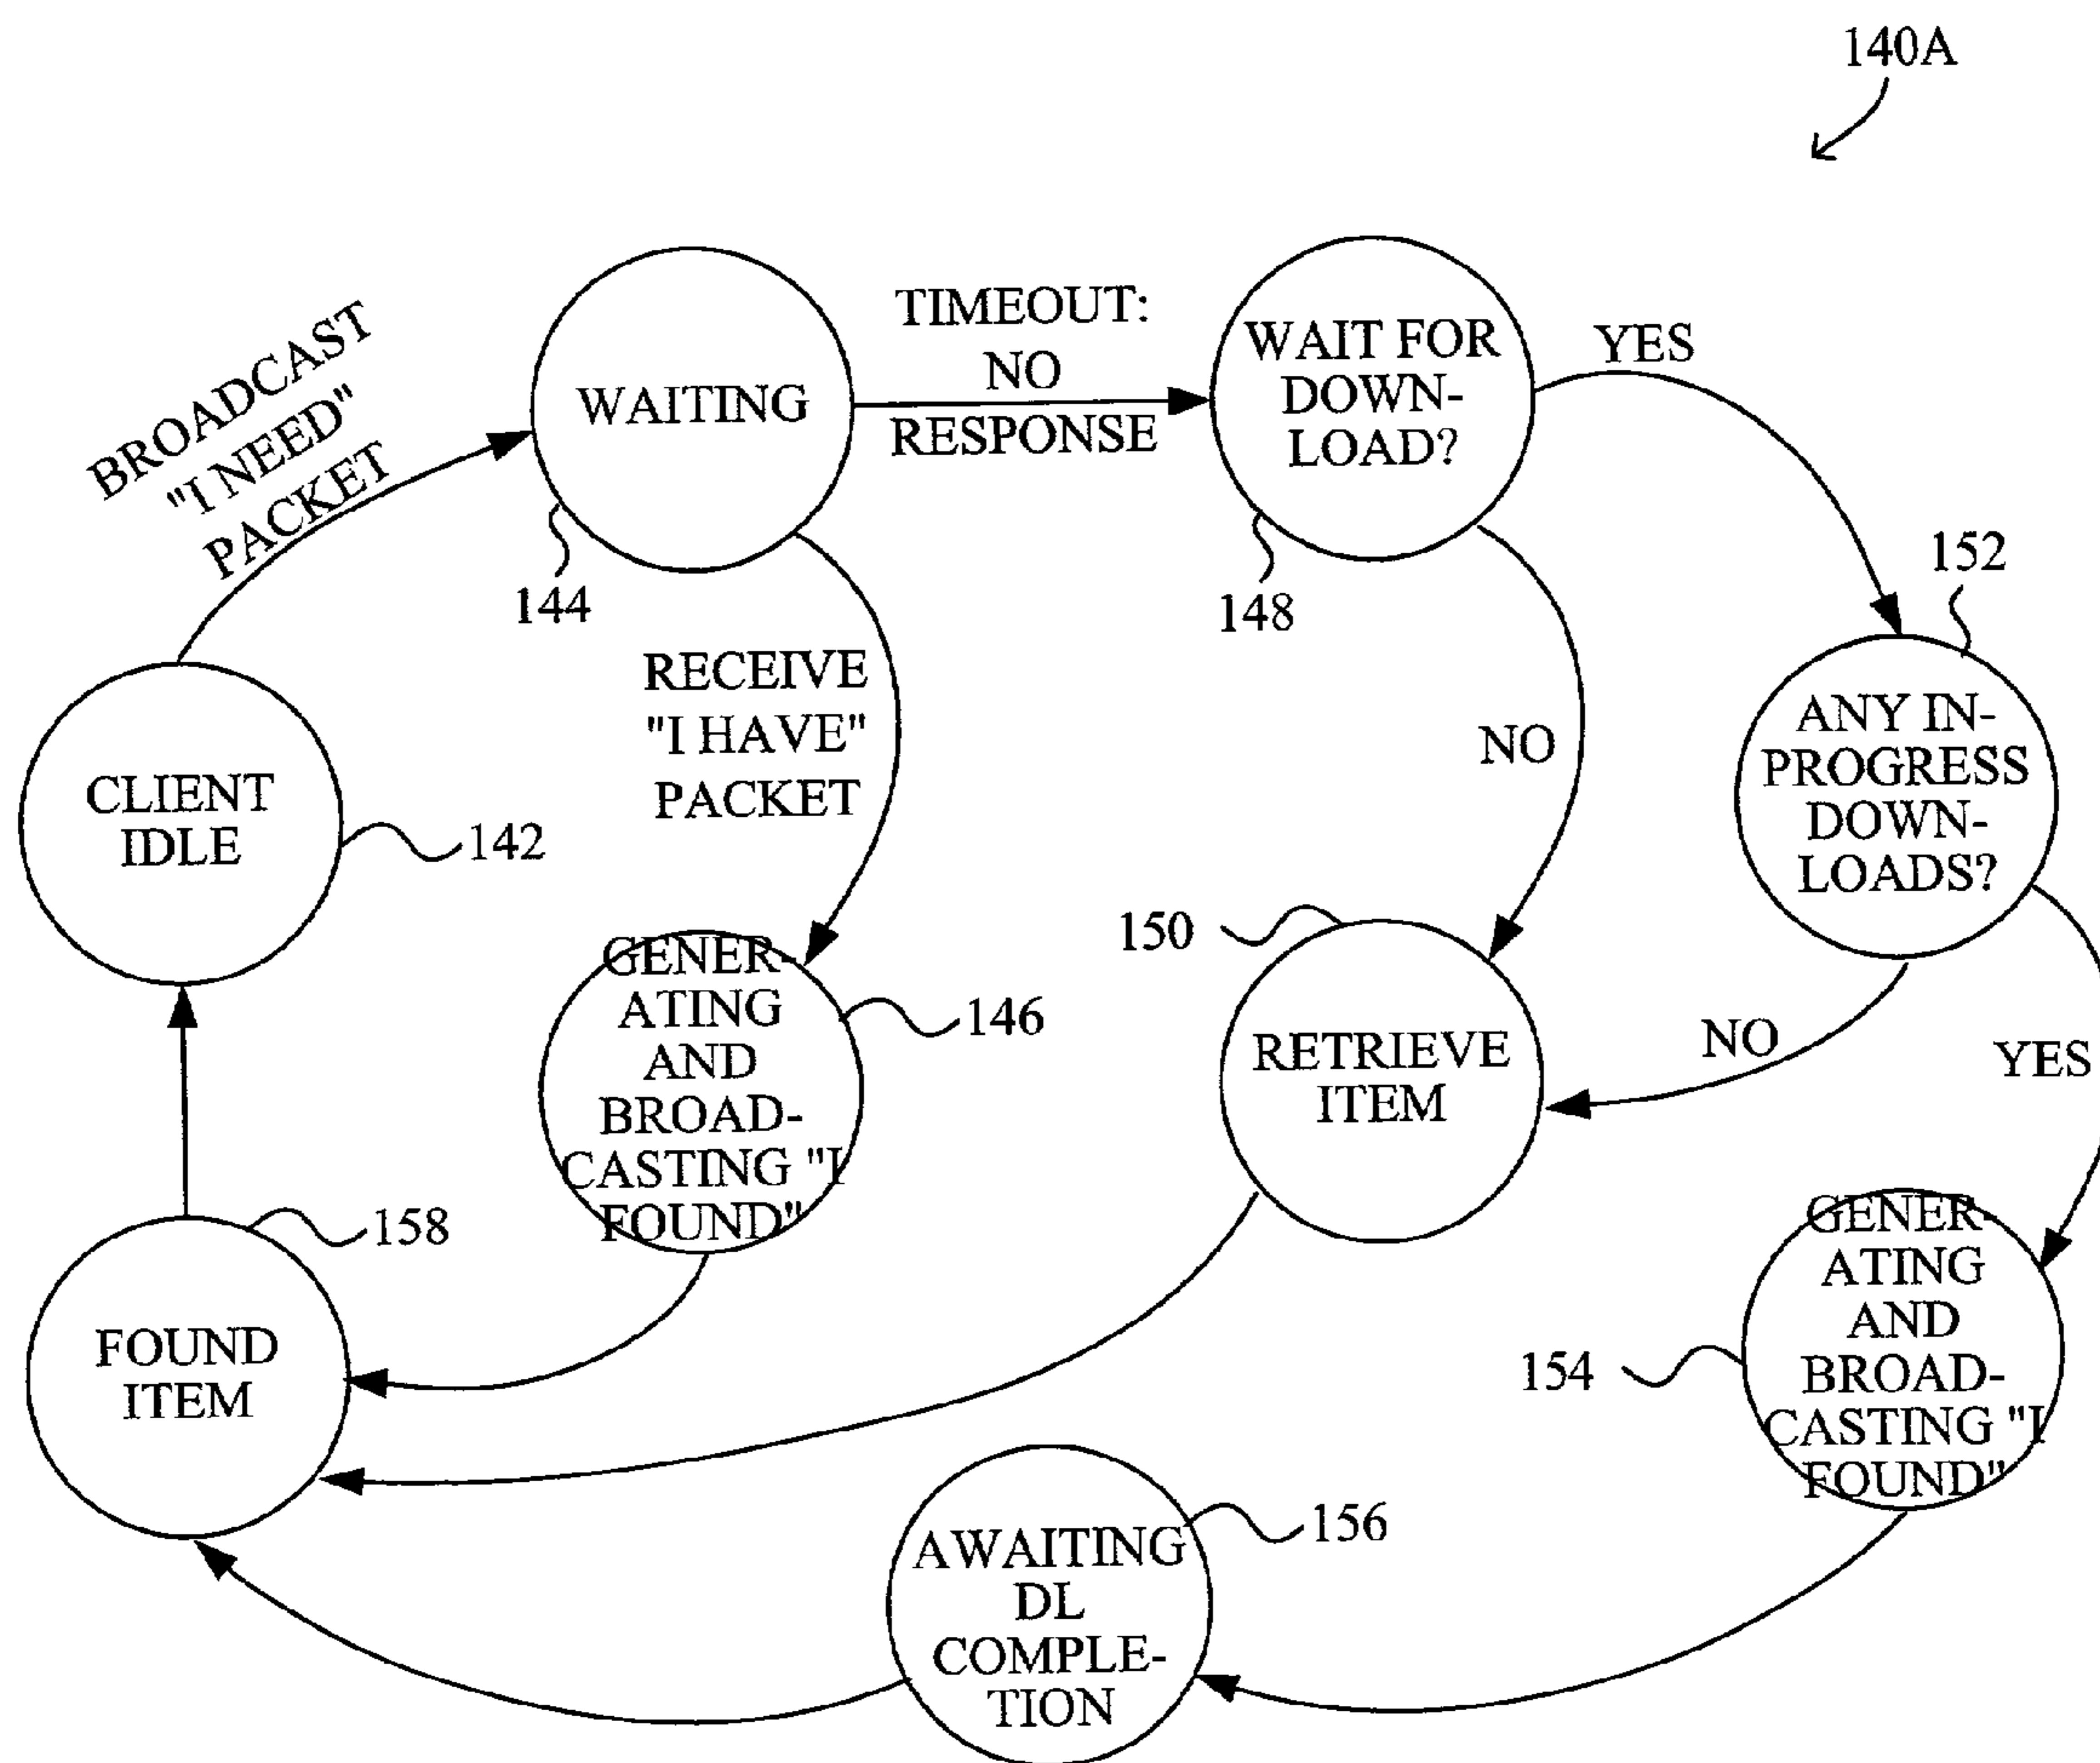 140A
BROADCAST
"I NEED"
PACKET
WAITING
144
TIMEOUT:
NO
RESPONSE
WAIT FOR
DOWN-
LOAD?
148
YES
152
ANY IN-
PROGRESS
DOWN-
LOADS?
CLIENT
IDLE
142
RECEIVE
"I HAVE"
PACKET
NO
150
RETRIEVE
ITEM
NO
YES
GENER-
ATING
AND
BROAD-
CASTING "I
FOUND"
146
158
FOUND
ITEM
GENER-
ATING
AND
BROAD-
CASTING "I
FOUND"
154
AWAITING
DL
COMPLE-
TION
156